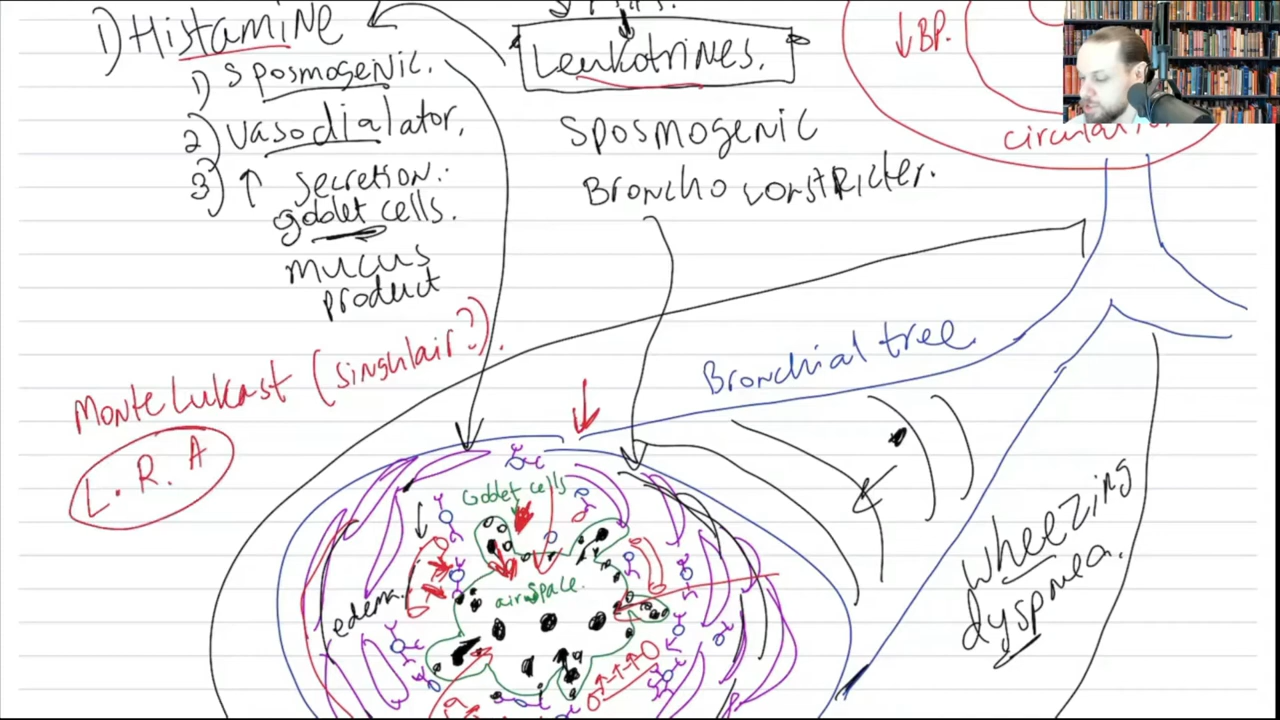 1) Histamine
1) Sposmogenic.
2) vasodialator,
3) ↑ secretion.
goblet cells.
mucus
product
Leukotrines.
Sposmogenic
Broncho constricter.
↓ BP.
Montelukast (singulair?).
L. R. A
Bronchial tree
wheezing
dyspnea.
Goblet cells
airspace.
edema.